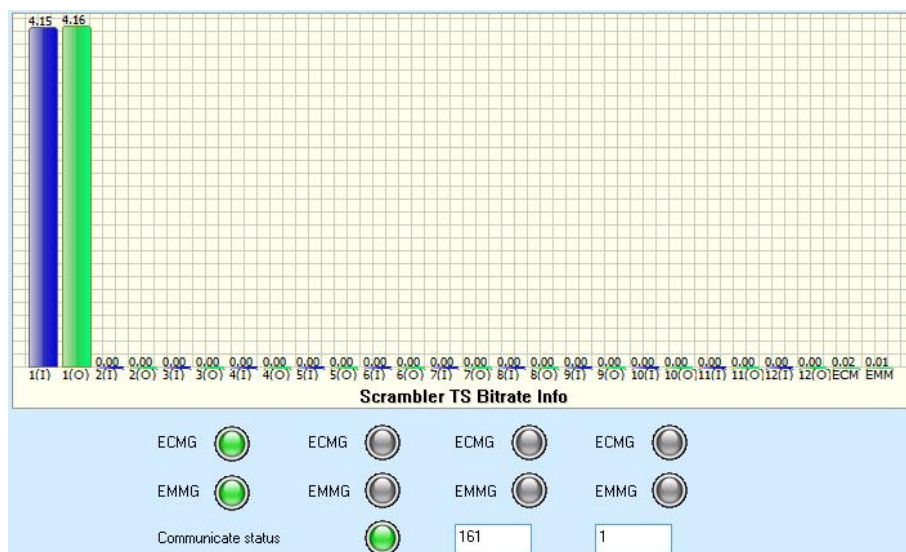 4.15 4.16
0.00 0.00 0.00 0.00 0.00 0.00 0.00 0.00 0.00 0.00 0.00 0.00 0.00 0.00 0.00 0.00 0.00 0.00 0.00 0.00 0.00 0.00 0.02 0.01
1(I) 1(O) 2(I) 2(O) 3(I) 3(O) 4(I) 4(O) 5(I) 5(O) 6(I) 6(O) 7(I) 7(O) 8(I) 8(O) 9(I) 9(O) 10(I) 10(O) 11(I) 11(O) 12(I) 12(O) ECM EMM
Scrambler TS Bitrate Info
ECMG ECMG ECMG ECMG
EMMG EMMG EMMG EMMG
Communicate status 161 1